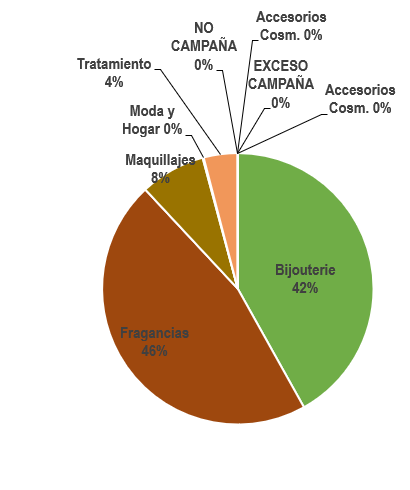 Accesorios
Cosm. 0%
NO
CAMPAÑA
0%
Tratamiento
4%
EXCESO
CAMPAÑA
0%
Accesorios
Cosm. 0%
Moda y
Hogar 0%
Maquillajes
8%
Bijouterie
42%
Fragancias
46%